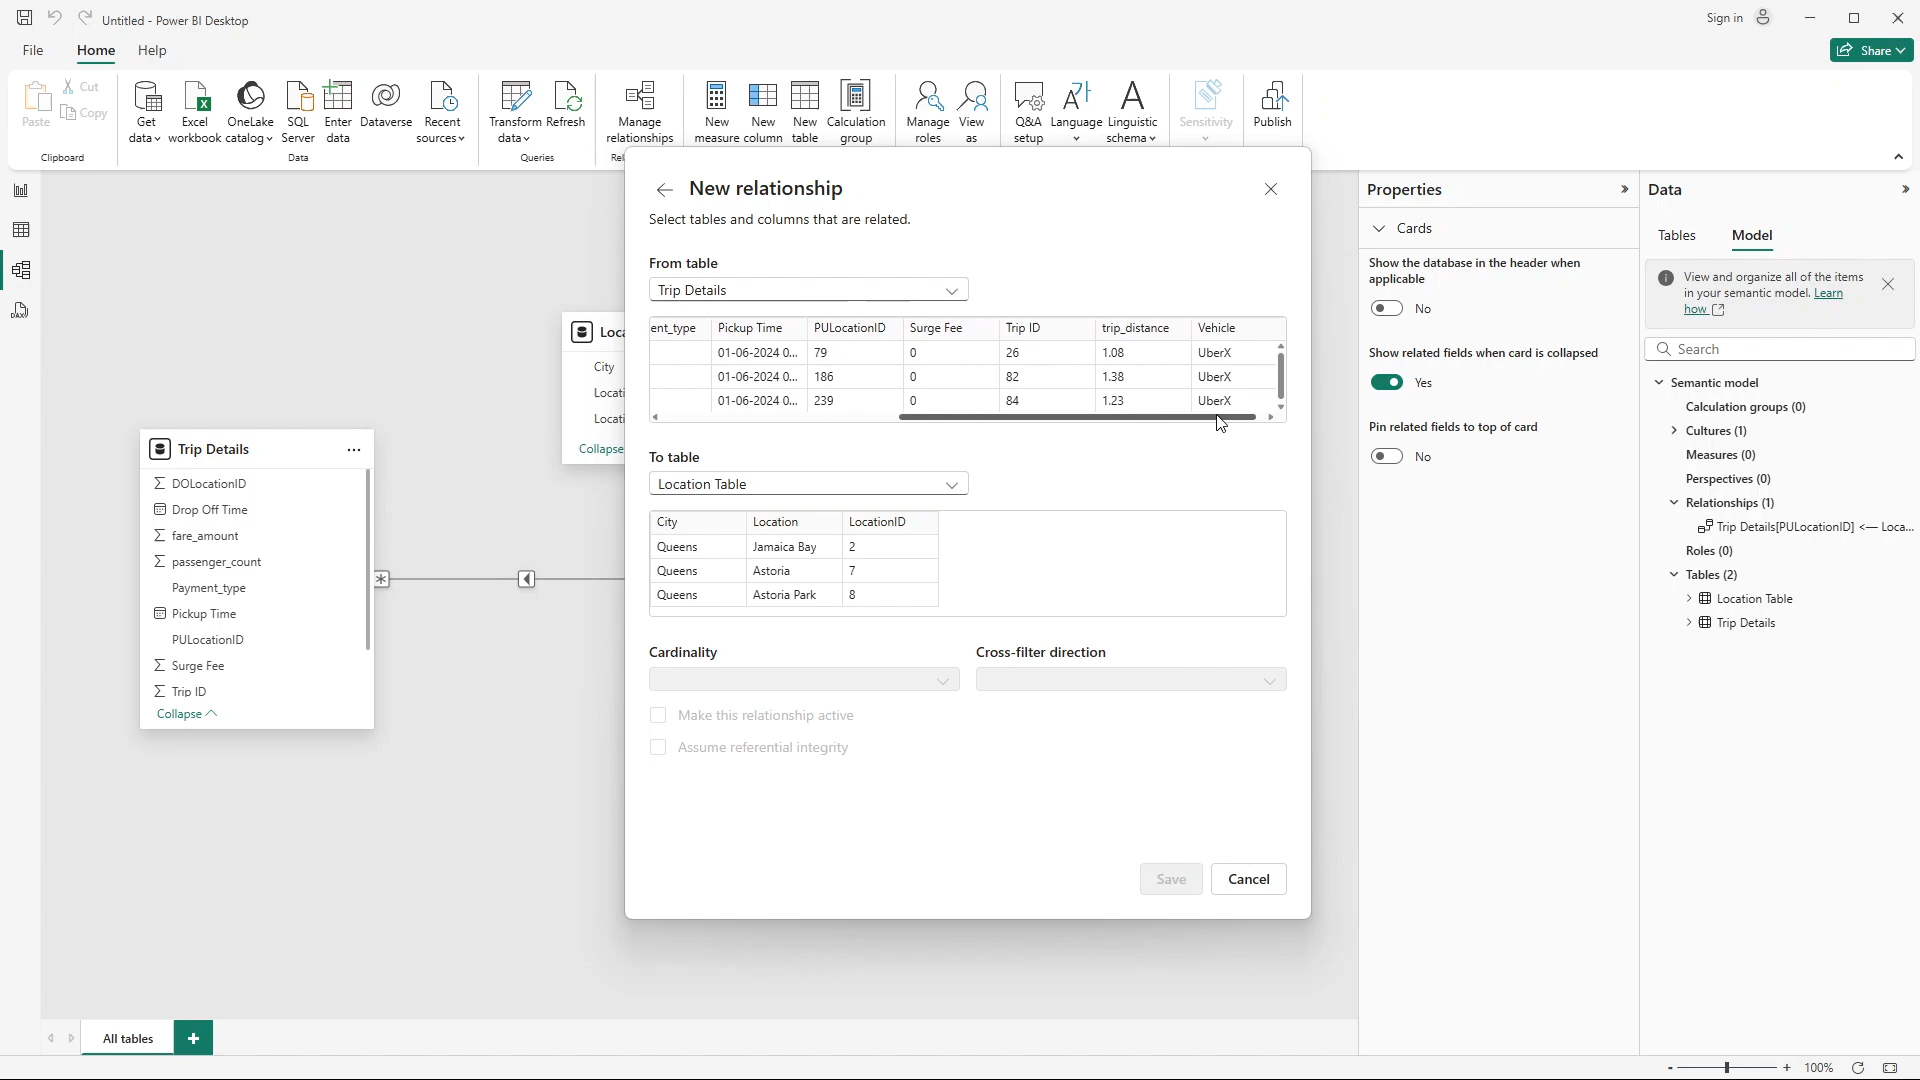 Untitled - Power BI Desktop
Sign in
File
Home
Help
Share
Paste
Cut
Copy
Get data
Excel workbook
OneLake catalog
SQL Server
Enter data
Dataverse
Recent sources
Transform data
Refresh
Manage relationships
New measure
New column
New table
Calculation group
Manage roles
View as
Q&A setup
Language
Linguistic schema
Sensitivity
Publish
Clipboard
Data
Queries
Rel
New relationship
Select tables and columns that are related.
From table
Trip Details
ent_type Pickup Time PULocationID Surge Fee Trip ID trip_distance Vehicle
01-06-2024 0... 79 0 26 1.08 UberX
01-06-2024 0... 186 0 82 1.38 UberX
01-06-2024 0... 239 0 84 1.23 UberX
To table
Location Table
City Location LocationID
Queens Jamaica Bay 2
Queens Astoria 7
Queens Astoria Park 8
Cardinality
Cross-filter direction
Make this relationship active
Assume referential integrity
Save
Cancel
Loca
City
Locati
Locati
Collapse
Trip Details
...
DOLocationID
Drop Off Time
fare_amount
passenger_count
Payment_type
Pickup Time
PULocationID
Surge Fee
Trip ID
Collapse
Properties
Cards
Show the database in the header when
applicable
No
Show related fields when card is collapsed
Yes
Pin related fields to top of card
No
Data
Tables
Model
View and organize all of the items
in your semantic model. Learn
how
Search
Semantic model
Calculation groups (0)
Cultures (1)
Measures (0)
Perspectives (0)
Relationships (1)
Trip Details[PULocationID] <— Loca...
Roles (0)
Tables (2)
Location Table
Trip Details
All tables
+
- + 100%